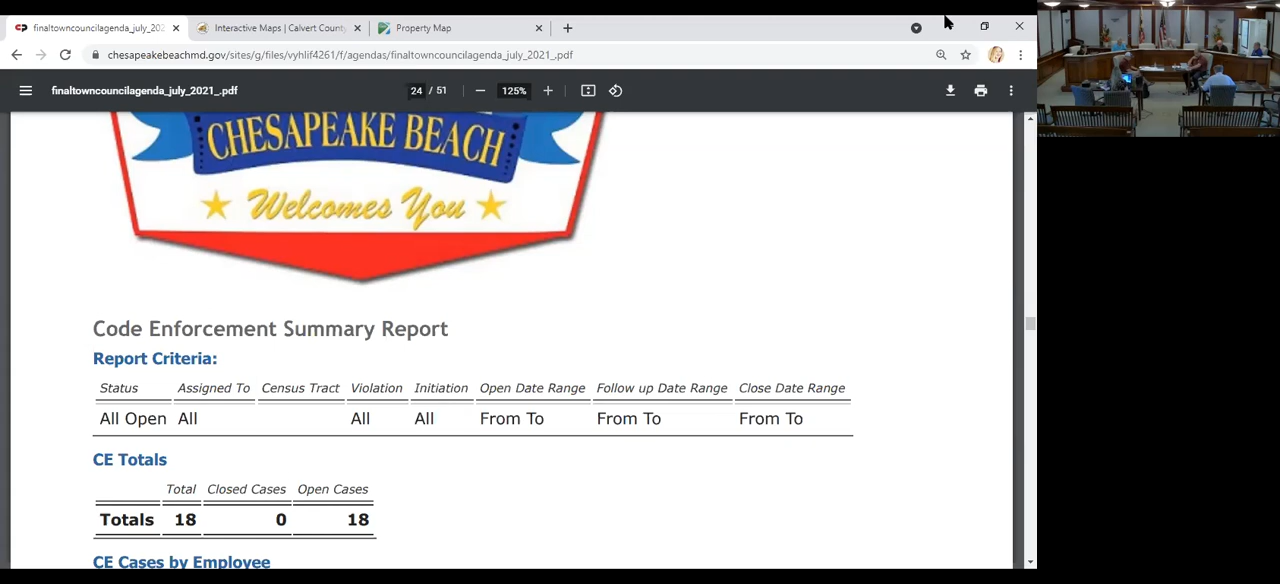 finaltowncouncilagenda_july_202
Interactive Maps | Calvert County
Property Map
chesapeakebeachmd.gov/sites/g/files/vyhlif4261/f/agendas/finaltowncouncilagenda_july_2021_.pdf
finaltowncouncilagenda_july_2021_.pdf
24 / 51
125%
CHESAPEAKE BEACH
Welcomes You
Code Enforcement Summary Report
Report Criteria:
Status Assigned To Census Tract Violation Initiation Open Date Range Follow up Date Range Close Date Range
All Open All All All From To From To From To
CE Totals
Total Closed Cases Open Cases
Totals 18 0 18
CE Cases by Employee